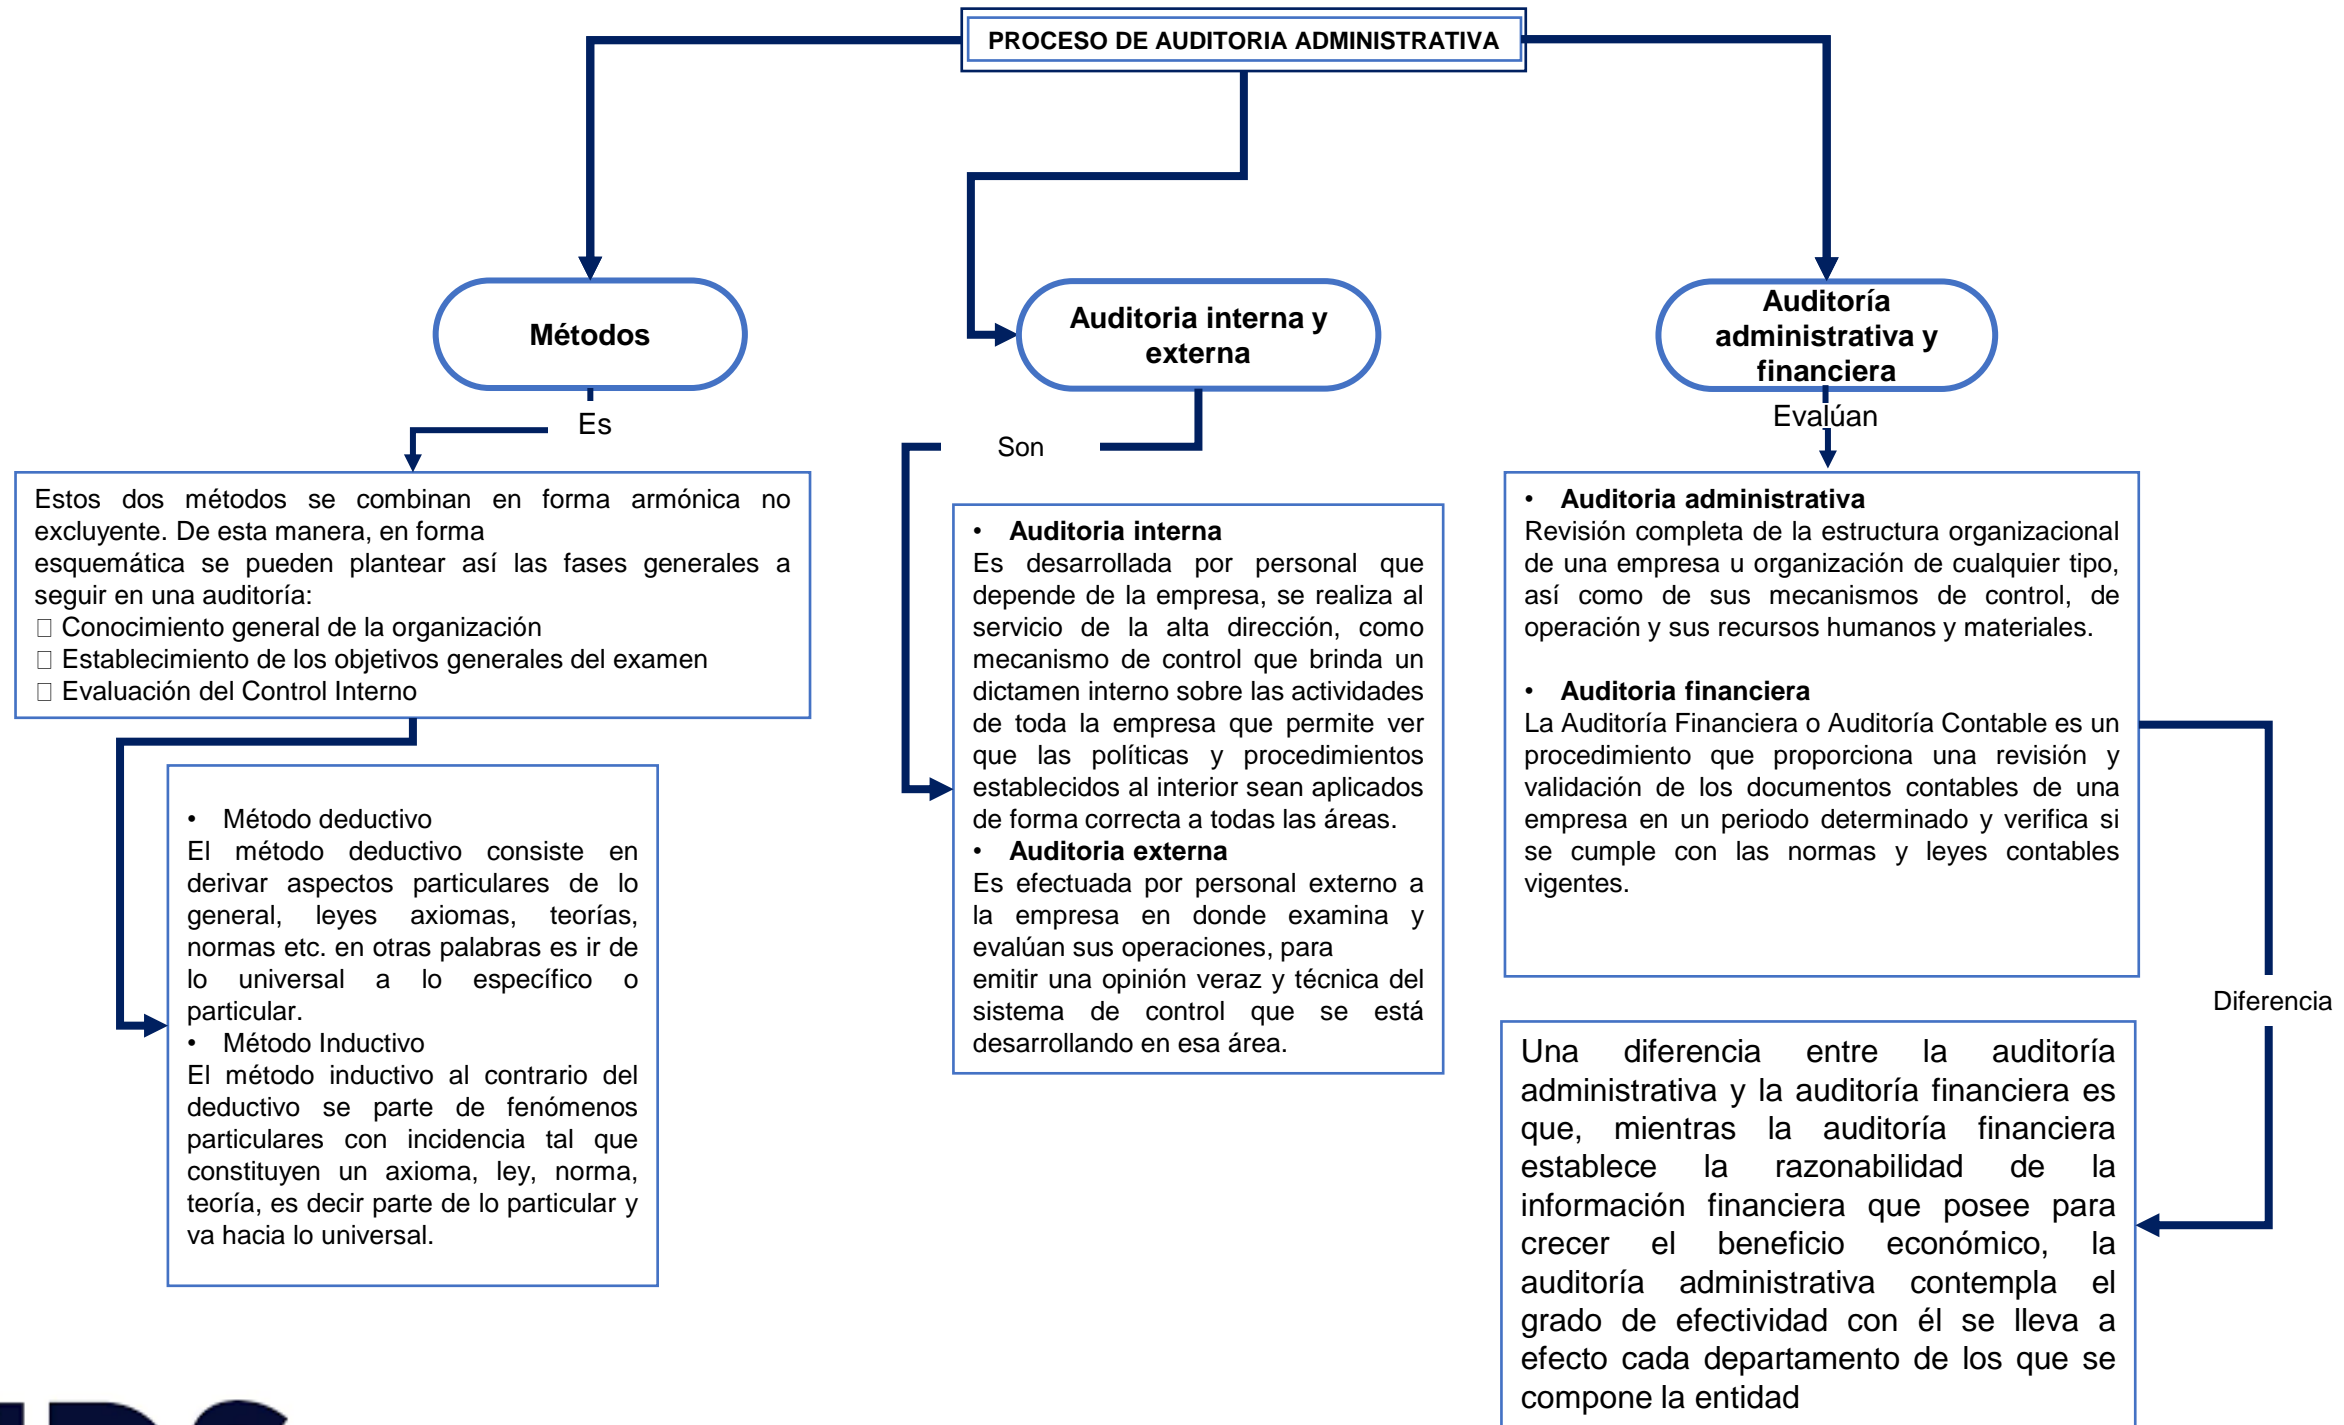 PROCESO DE AUDITORIA ADMINISTRATIVA
Métodos
Es
Estos dos métodos se combinan en forma armónica no
excluyente. De esta manera, en forma
esquemática se pueden plantear así las fases generales a
seguir en una auditoría:
Conocimiento general de la organización
Establecimiento de los objetivos generales del examen
Evaluación del Control Interno
• Método deductivo
El método deductivo consiste en
derivar aspectos particulares de lo
general, leyes axiomas, teorías,
normas etc. en otras palabras es ir de
lo universal a lo específico o
particular.
• Método Inductivo
El método inductivo al contrario del
deductivo se parte de fenómenos
particulares con incidencia tal que
constituyen un axioma, ley, norma,
teoría, es decir parte de lo particular y
va hacia lo universal.
Auditoria interna y
externa
Son
• Auditoria interna
Es desarrollada por personal que
depende de la empresa, se realiza al
servicio de la alta dirección, como
mecanismo de control que brinda un
dictamen interno sobre las actividades
de toda la empresa que permite ver
que las políticas y procedimientos
establecidos al interior sean aplicados
de forma correcta a todas las áreas.
• Auditoria externa
Es efectuada por personal externo a
la empresa en donde examina y
evalúan sus operaciones, para
emitir una opinión veraz y técnica del
sistema de control que se está
desarrollando en esa área.
Auditoría
administrativa y
financiera
Evalúan
• Auditoria administrativa
Revisión completa de la estructura organizacional
de una empresa u organización de cualquier tipo,
así como de sus mecanismos de control, de
operación y sus recursos humanos y materiales.
• Auditoria financiera
La Auditoría Financiera o Auditoría Contable es un
procedimiento que proporciona una revisión y
validación de los documentos contables de una
empresa en un periodo determinado y verifica si
se cumple con las normas y leyes contables
vigentes.
Diferencia
Una diferencia entre la auditoría
administrativa y la auditoría financiera es
que, mientras la auditoría financiera
establece la razonabilidad de la
información financiera que posee para
crecer el beneficio económico, la
auditoría administrativa contempla el
grado de efectividad con él se lleva a
efecto cada departamento de los que se
compone la entidad